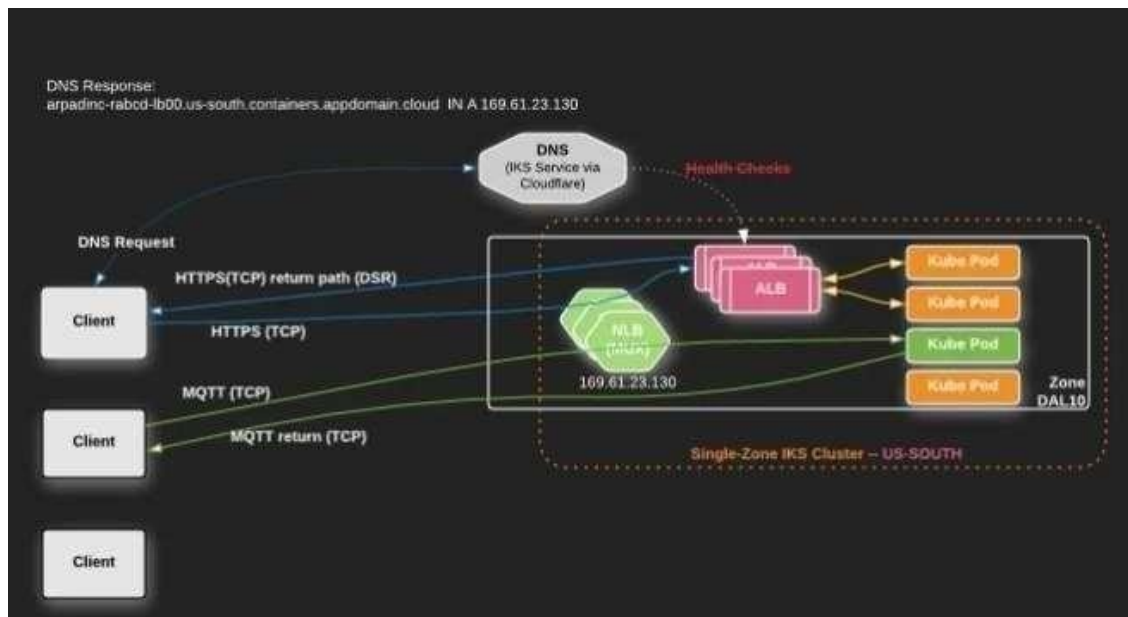 DNS Response:
arpadinc-rabcd-lb00.us-south.containers.appdomain.cloud IN A 169.61.23.130
DNS
(IKS Service via
Cloudflare)
Health Checks
DNS Request
HTTPS(TCP) return path (DSR)
Client
HTTPS (TCP)
ALB
ALB
Kube Pod
Kube Pod
NLB
(MUX)
Kube Pod
169.61.23.130
Kube Pod
Zone
DAL10
MQTT (TCP)
Client
MQTT return (TCP)
Single-Zone IKS Cluster -- US-SOUTH
Client